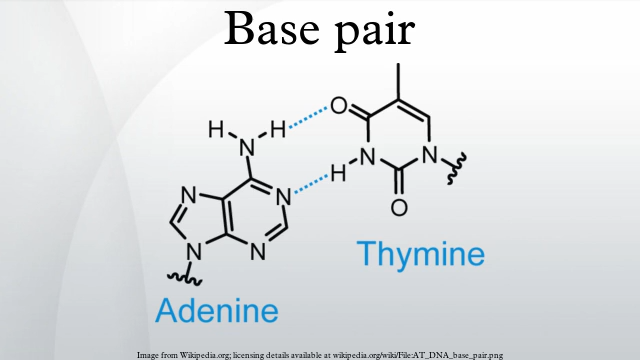 Base pair
H H O
N
H N N
N N O
N N
Thymine
Adenine
Image from Wikipedia.org; licensing details available at wikipedia.org/wiki/File:AT_DNA_base_pair.png